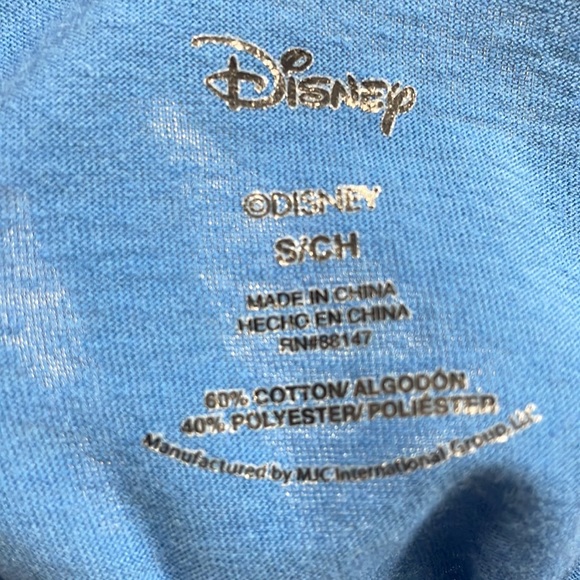 Disney
©DISNEY
S/CH
MADE IN CHINA
HECHO EN CHINA
RN#88147
60% COTTON/ALGODÓN
40% POLYESTER/POLIÉSTER
Manufactured by MJC International Group, LLC